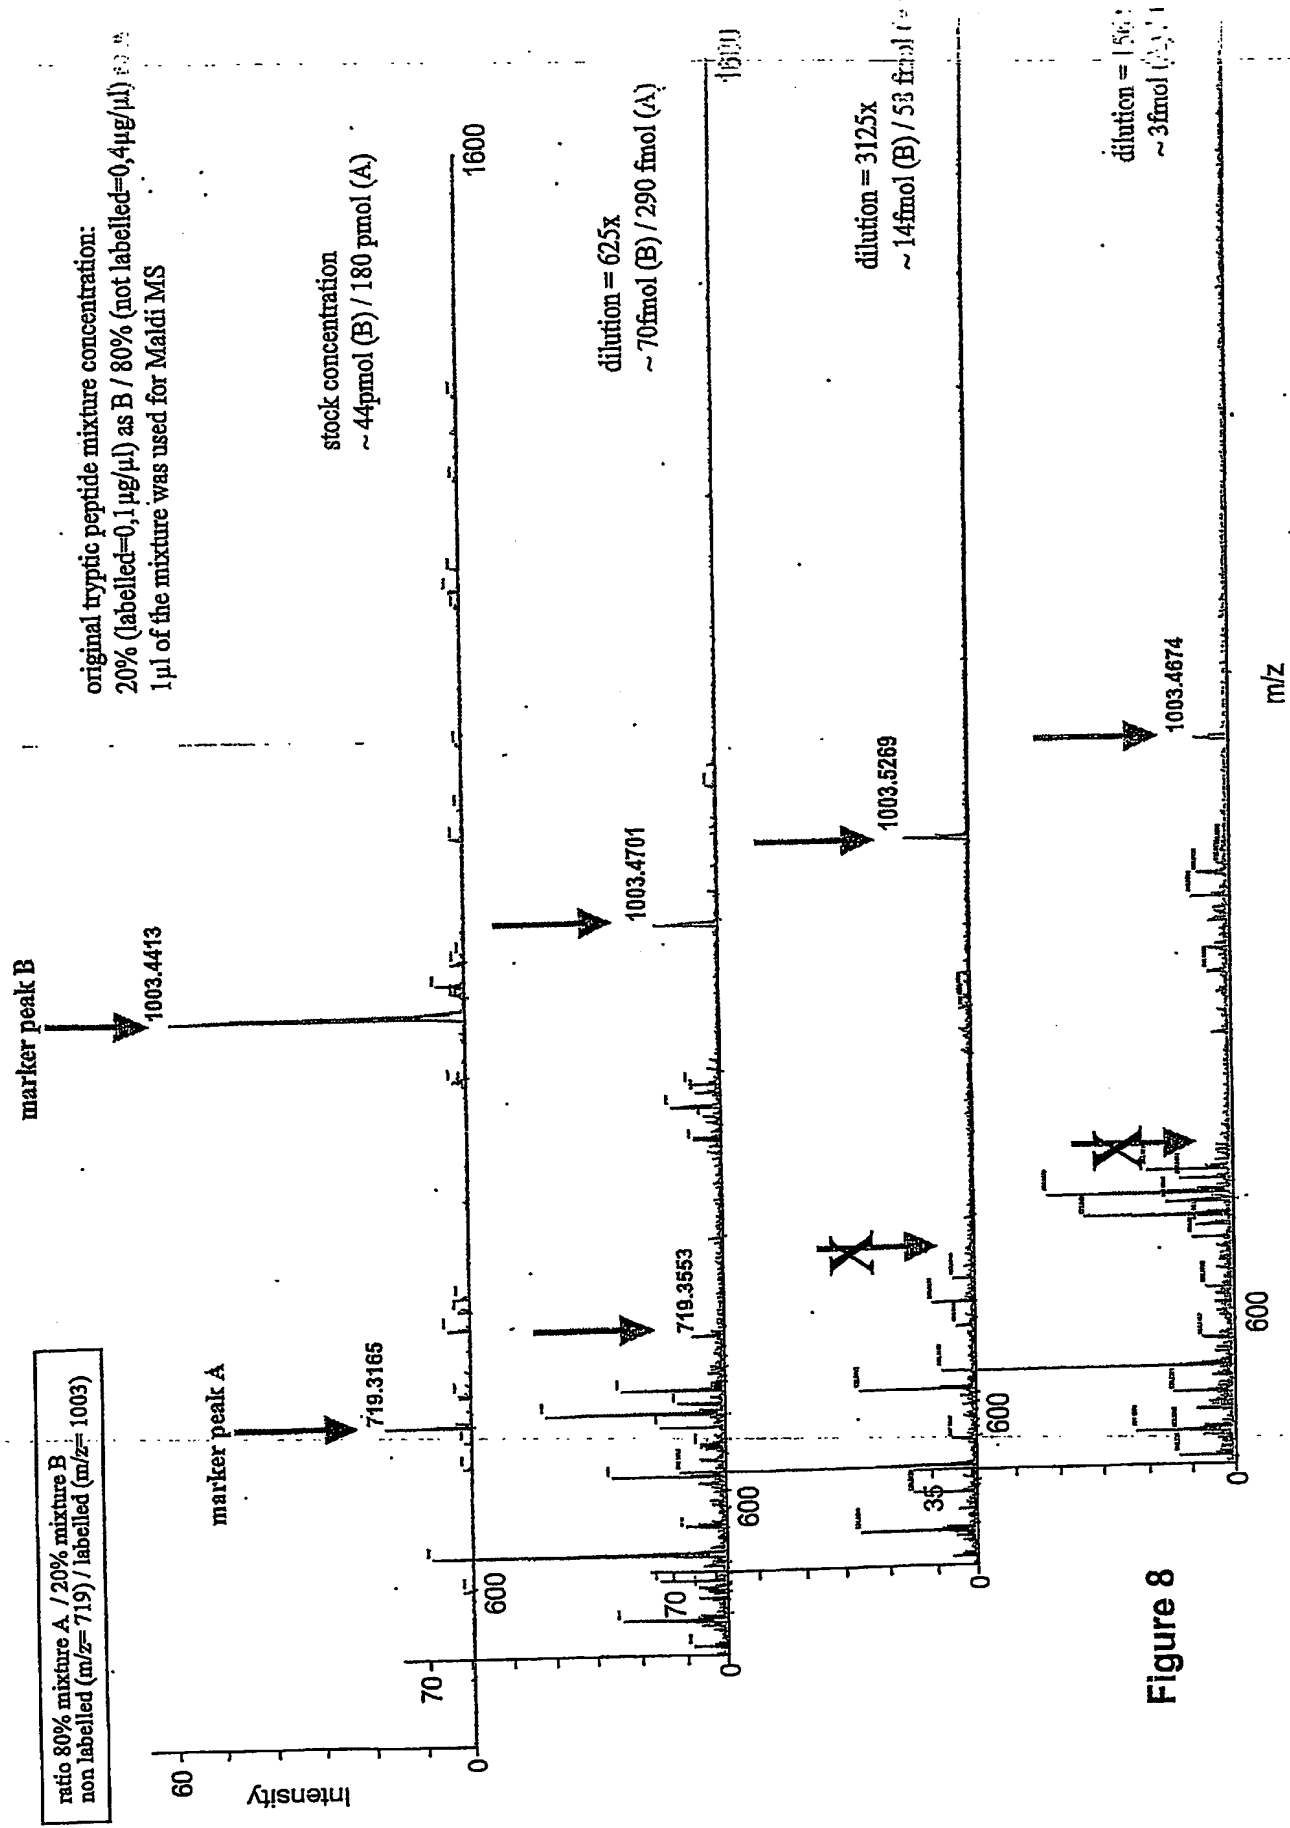 ratio 80% mixture A / 20% mixture B
non labelled (m/z= 719) / labelled (m/z= 1003)
original tryptic peptide mixture concentration:
20% (labelled=0,1µg/µl) as B / 80% (not labelled=0,4µg/µl)
1µl of the mixture was used for Maldi MS
marker peak A
719.3165
marker peak B
1003.4413
stock concentration
~ 44pmol (B) / 180 pmol (A)
Intensity
60
0
600
1600
719.3553
1003.4701
dilution = 625x
~ 70fmol (B) / 290 fmol (A)
70
0
600
1600
1003.5269
dilution = 3125x
~ 14fmol (B) / 58 fmol
70
0
600
1003.4674
dilution =
~ 3fmol
35
0
600
m/z
Figure 8